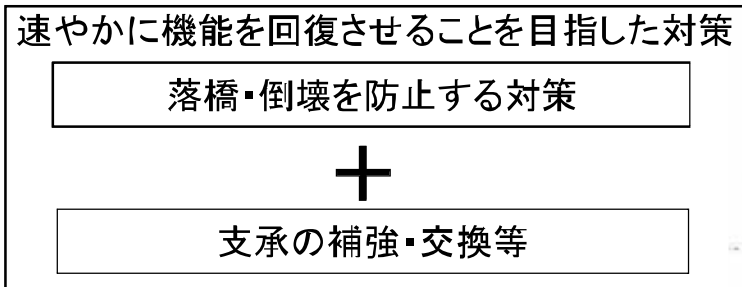 速やかに機能を回復させることを目指した対策
落橋・倒壊を防止する対策
＋
支承の補強・交換等